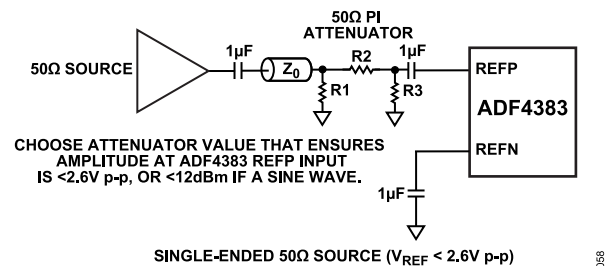 50Ω PI
ATTENUATOR
1µF
R2
1µF
50Ω SOURCE
Z0
REFP
R1
R3
ADF4383
CHOOSE ATTENUATOR VALUE THAT ENSURES
AMPLITUDE AT ADF4383 REFP INPUT
IS <2.6V p-p, OR <12dBm IF A SINE WAVE.
REFN
1µF
SINGLE-ENDED 50Ω SOURCE (VREF < 2.6V p-p)
058